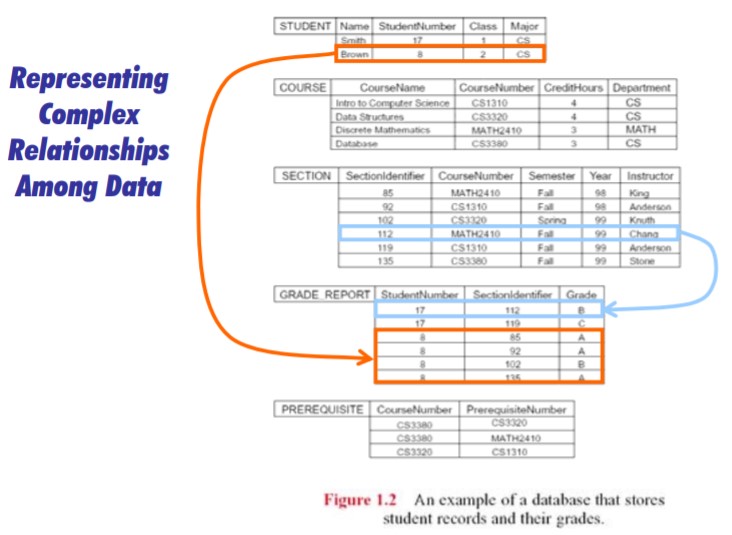 Representing
Complex
Relationships
Among Data
STUDENT Name StudentNumber Class Major
Smith 17 1 CS
Brown 8 2 CS
COURSE CourseName CourseNumber CreditHours Department
Intro to Computer Science CS1310 4 CS
Data Structures CS3320 4 CS
Discrete Mathematics MATH2410 3 MATH
Database CS3380 3 CS
SECTION SectionIdentifier CourseNumber Semester Year Instructor
85 MATH2410 Fall 98 King
92 CS1310 Fall 98 Anderson
102 CS3320 Spring 99 Knuth
112 MATH2410 Fall 99 Chang
119 CS1310 Fall 99 Anderson
135 CS3380 Fall 99 Stone
GRADE_REPORT StudentNumber SectionIdentifier Grade
17 112 B
17 119 C
8 85 A
8 92 A
8 102 B
8 135 A
PREREQUISITE CourseNumber PrerequisiteNumber
CS3380 CS3320
CS3380 MATH2410
CS3320 CS1310
Figure 1.2 An example of a database that stores
student records and their grades.